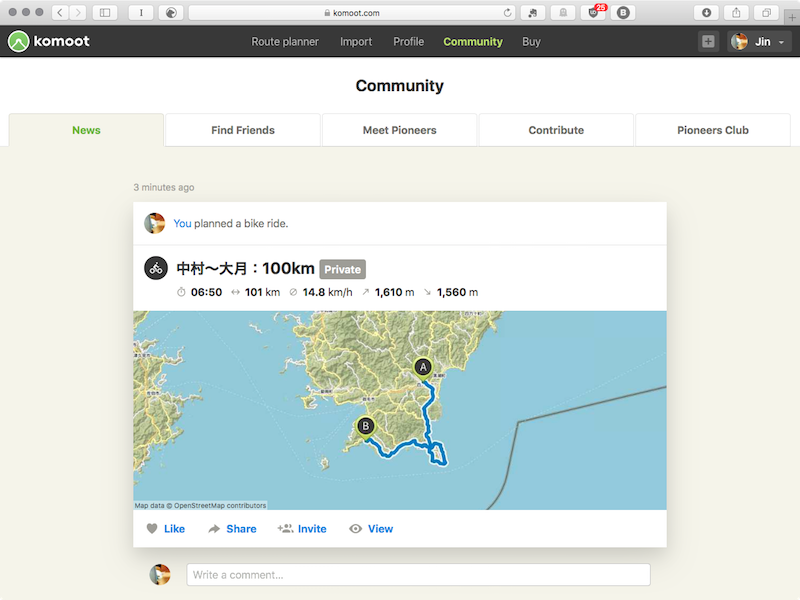 komoot.com
25
B
komoot
Route planner Import Profile Community Buy
Jin
Community
News Find Friends Meet Pioneers Contribute Pioneers Club
3 minutes ago
You planned a bike ride.
中村〜大月：100km Private
06:50 101 km 14.8 km/h 1,610 m 1,560 m
A
B
Map data © OpenStreetMap contributors
Like Share Invite View
Write a comment...